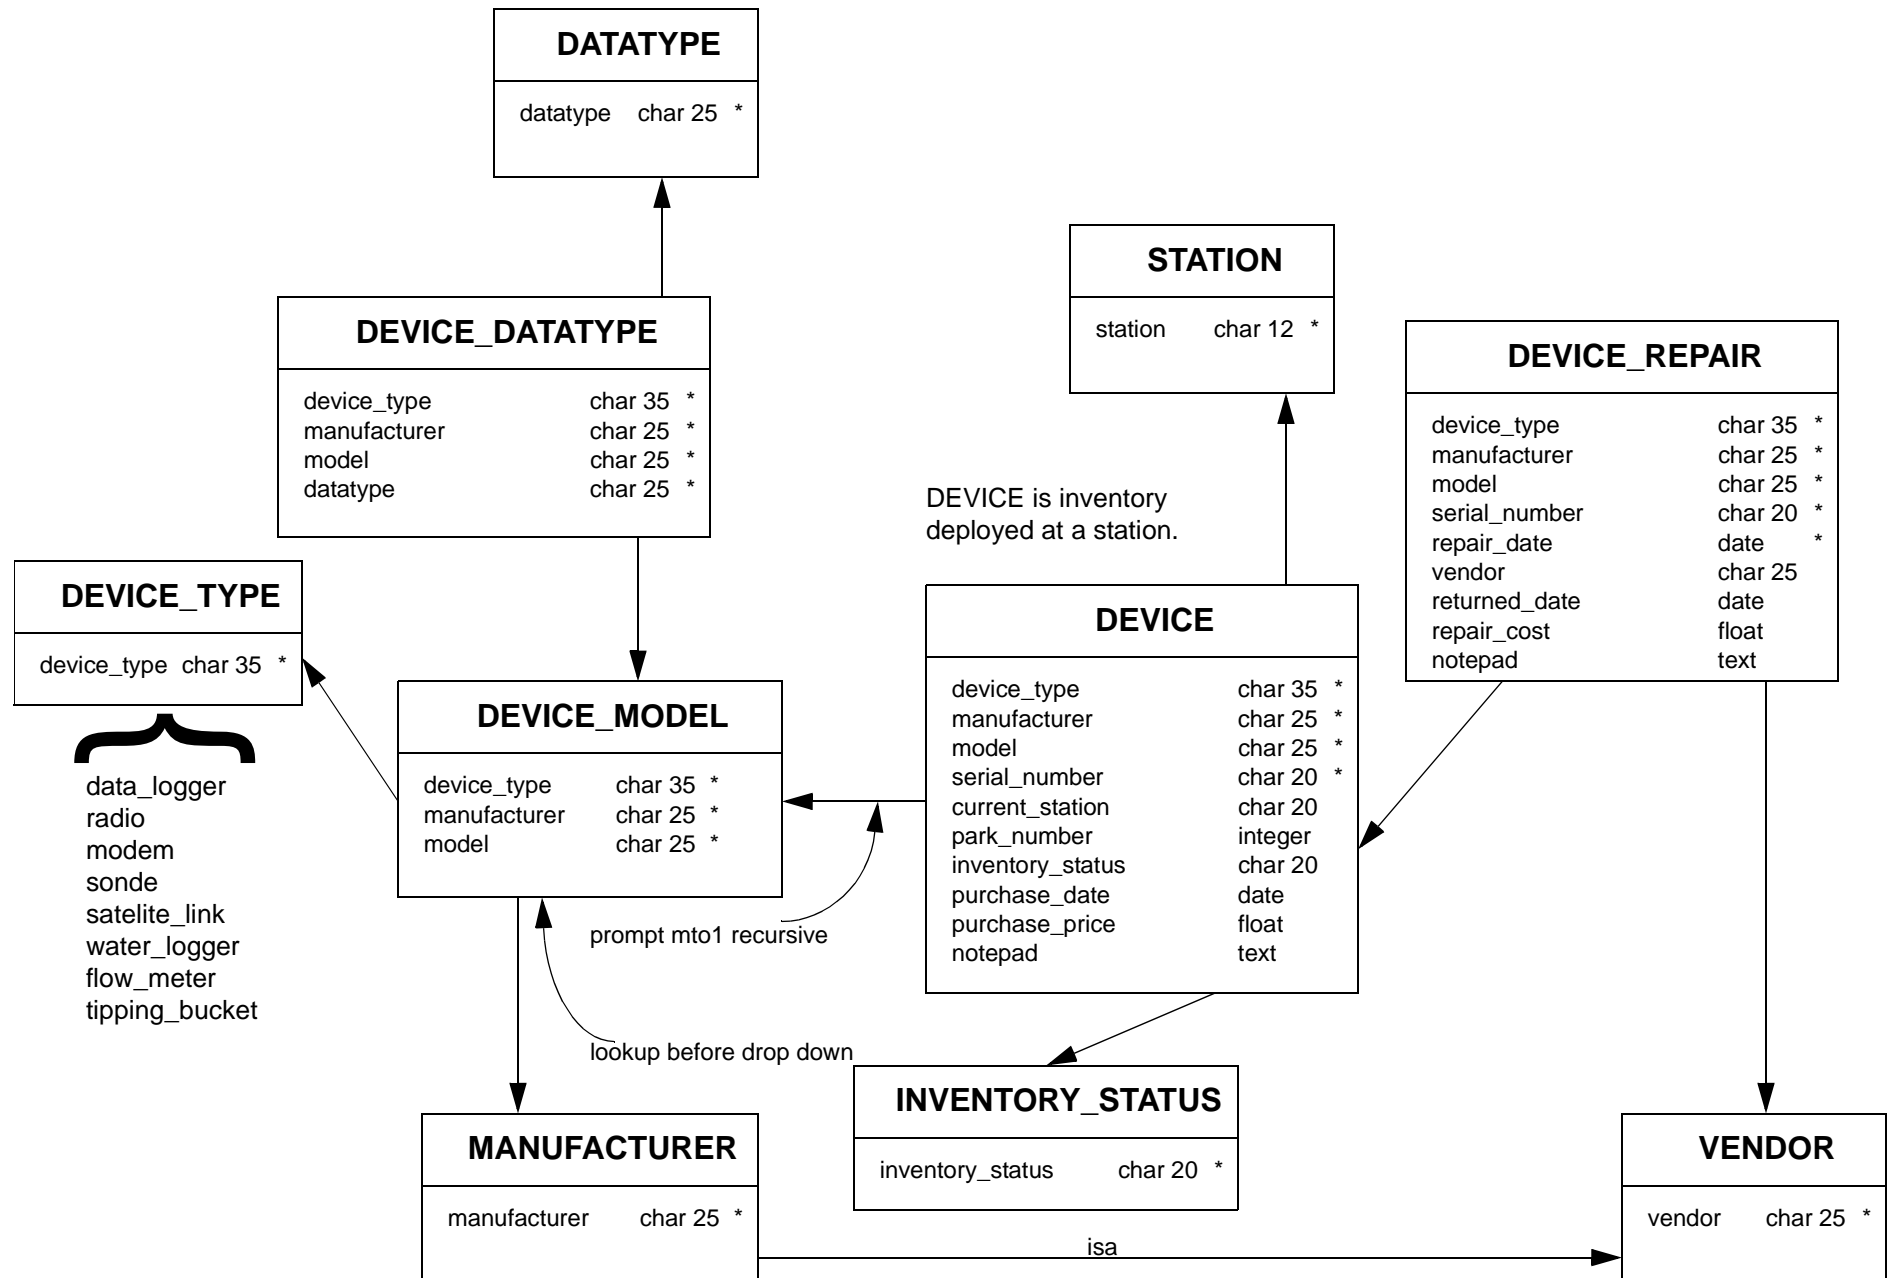 DATATYPE
datatype char 25 *
STATION
station char 12 *
DEVICE_DATATYPE
device_type char 35 *
manufacturer char 25 *
model char 25 *
datatype char 25 *
DEVICE_REPAIR
device_type char 35 *
manufacturer char 25 *
model char 25 *
serial_number char 20 *
repair_date date *
vendor char 25
returned_date date
repair_cost float
notepad text
DEVICE is inventory
deployed at a station.
DEVICE_TYPE
device_type char 35 *
data_logger
radio
modem
sonde
satelite_link
water_logger
flow_meter
tipping_bucket
DEVICE_MODEL
device_type char 35 *
manufacturer char 25 *
model char 25 *
DEVICE
device_type char 35 *
manufacturer char 25 *
model char 25 *
serial_number char 20 *
current_station char 20
park_number integer
inventory_status char 20
purchase_date date
purchase_price float
notepad text
prompt mto1 recursive
lookup before drop down
INVENTORY_STATUS
inventory_status char 20 *
MANUFACTURER
manufacturer char 25 *
isa
VENDOR
vendor char 25 *